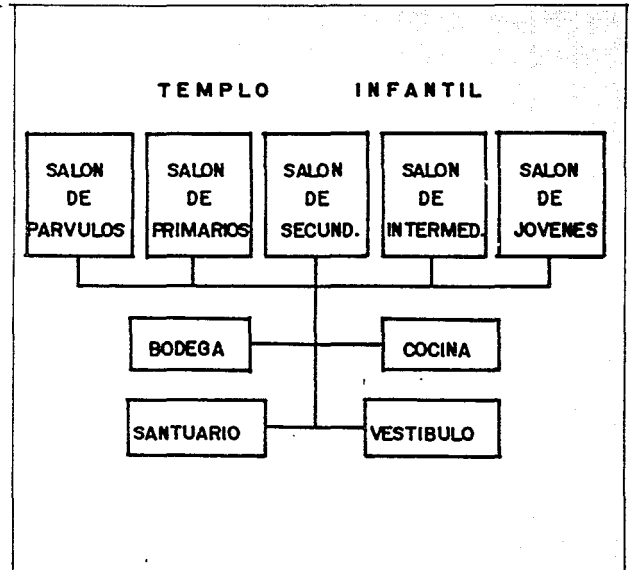 TEMPLO INFANTIL
SALON
DE
PARVULOS
SALON
DE
PRIMARIOS
SALON
DE
SECUND.
SALON
DE
INTERMED.
SALON
DE
JOVENES
BODEGA
COCINA
SANTUARIO
VESTIBULO